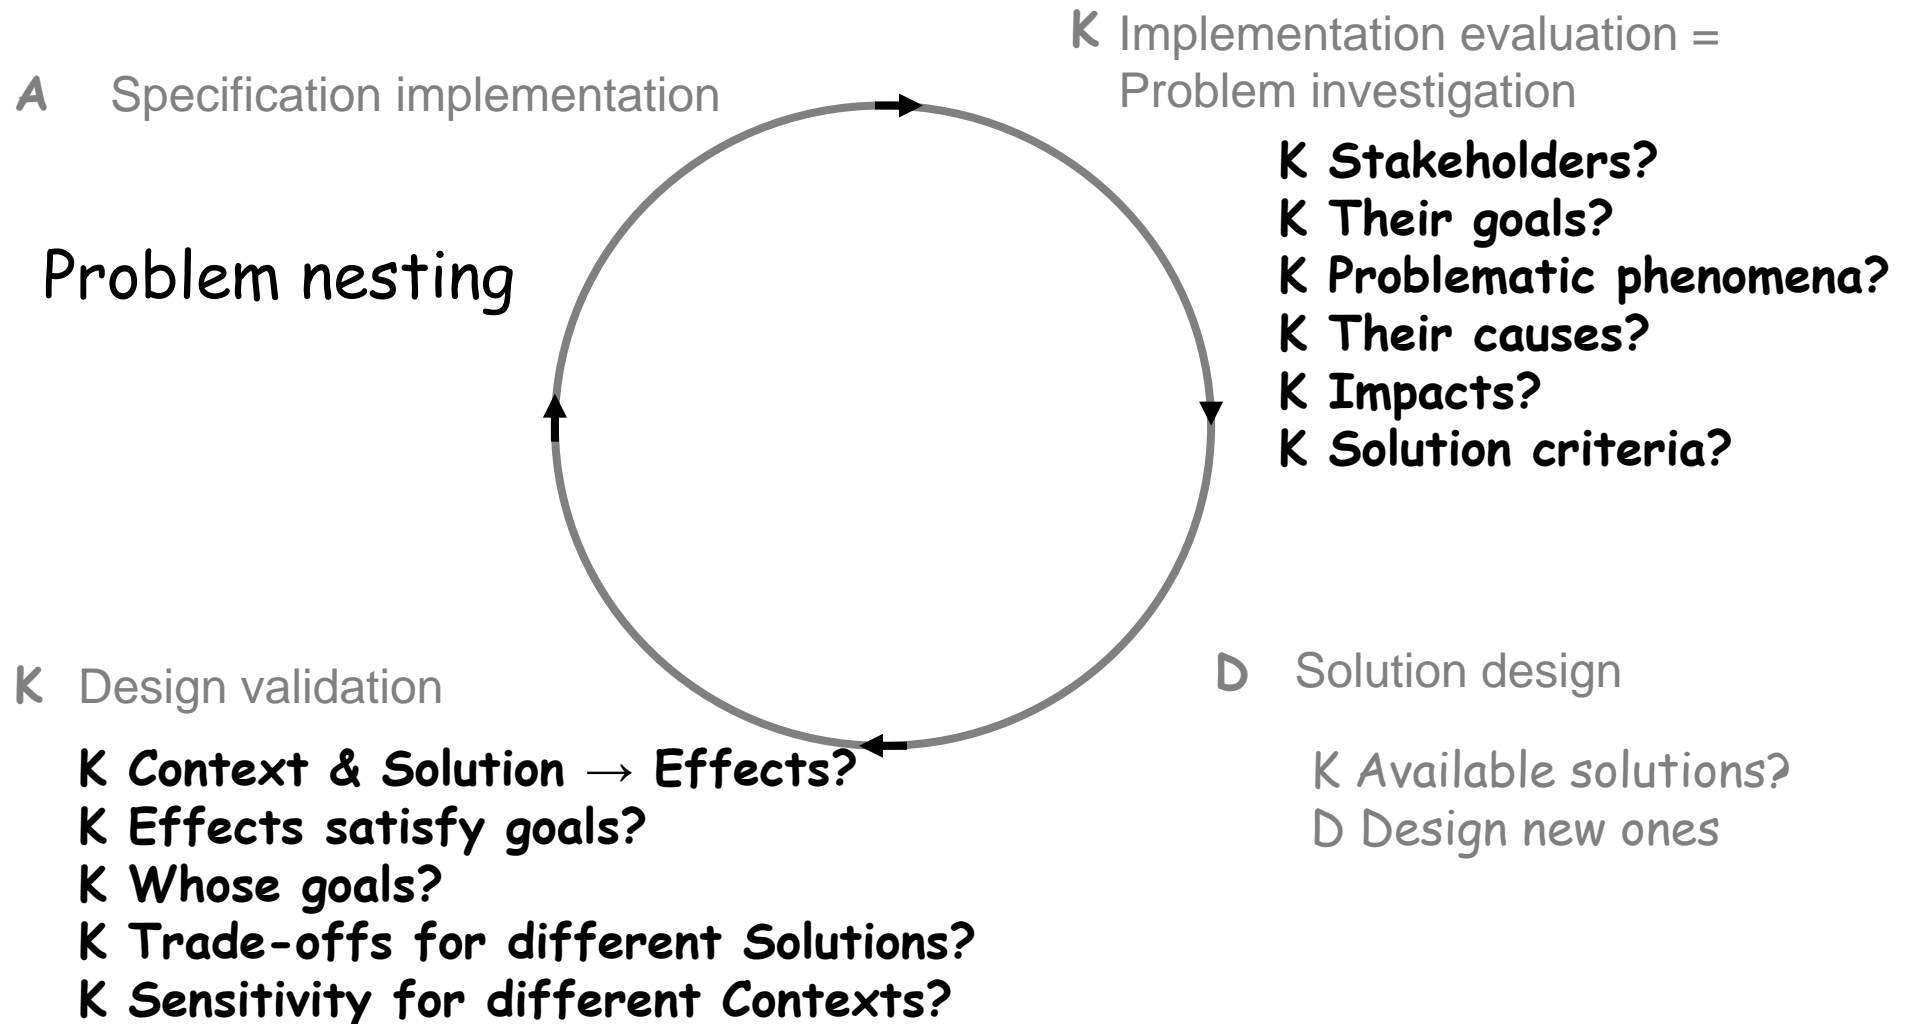 K Implementation evaluation =
Problem investigation
K Stakeholders?
K Their goals?
K Problematic phenomena?
K Their causes?
K Impacts?
K Solution criteria?
A Specification implementation
Problem nesting
D Solution design
K Available solutions?
D Design new ones
K Design validation
K Context & Solution → Effects?
K Effects satisfy goals?
K Whose goals?
K Trade-offs for different Solutions?
K Sensitivity for different Contexts?